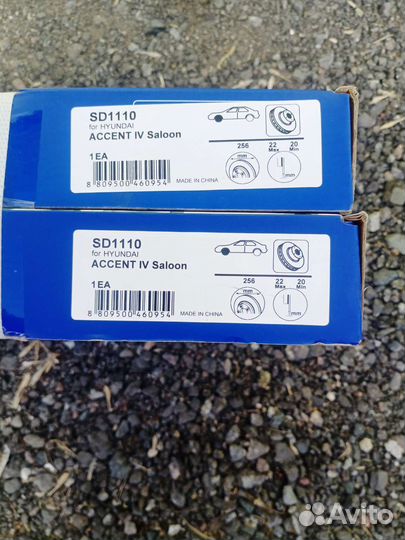 SD1110
for HYUNDAI
ACCENT IV Saloon
1EA
8 809500 460954
MADE IN CHINA
256
22
Max
20
Min
mm
mm
SD1110
for HYUNDAI
ACCENT IV Saloon
1EA
8 809500 460954
MADE IN CHINA
256
22
Max
20
Min
mm
mm
Avito